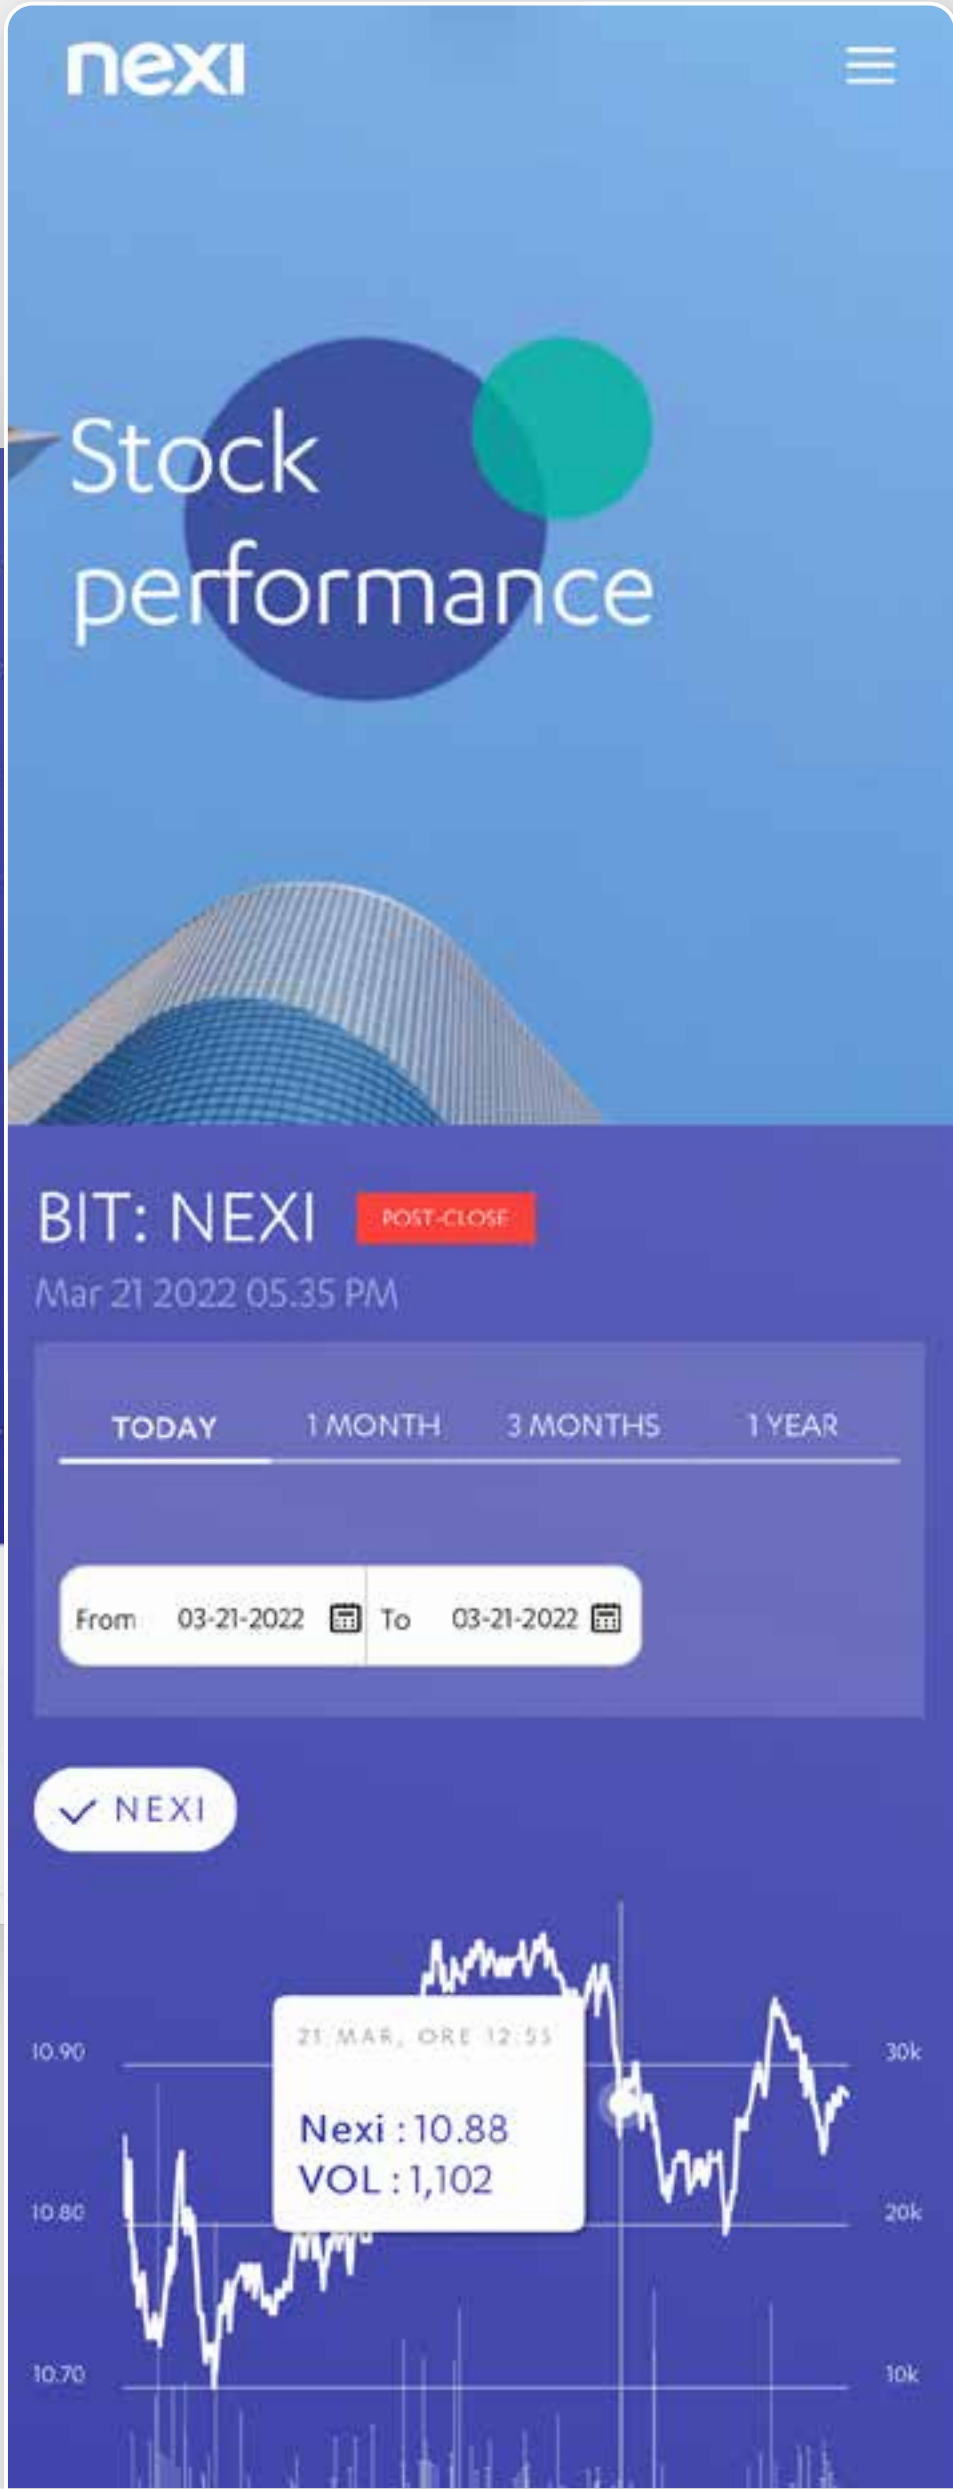 nexi
Stock
performance
BIT: NEXI POST-CLOSE
Mar 21 2022 05.35 PM
TODAY 1 MONTH 3 MONTHS 1 YEAR
From 03-21-2022 To 03-21-2022
NEXI
21 MAR, ORE 12:55
10.90 30k
Nexi : 10.88
VOL : 1,102
10.80 20k
10.70 10k